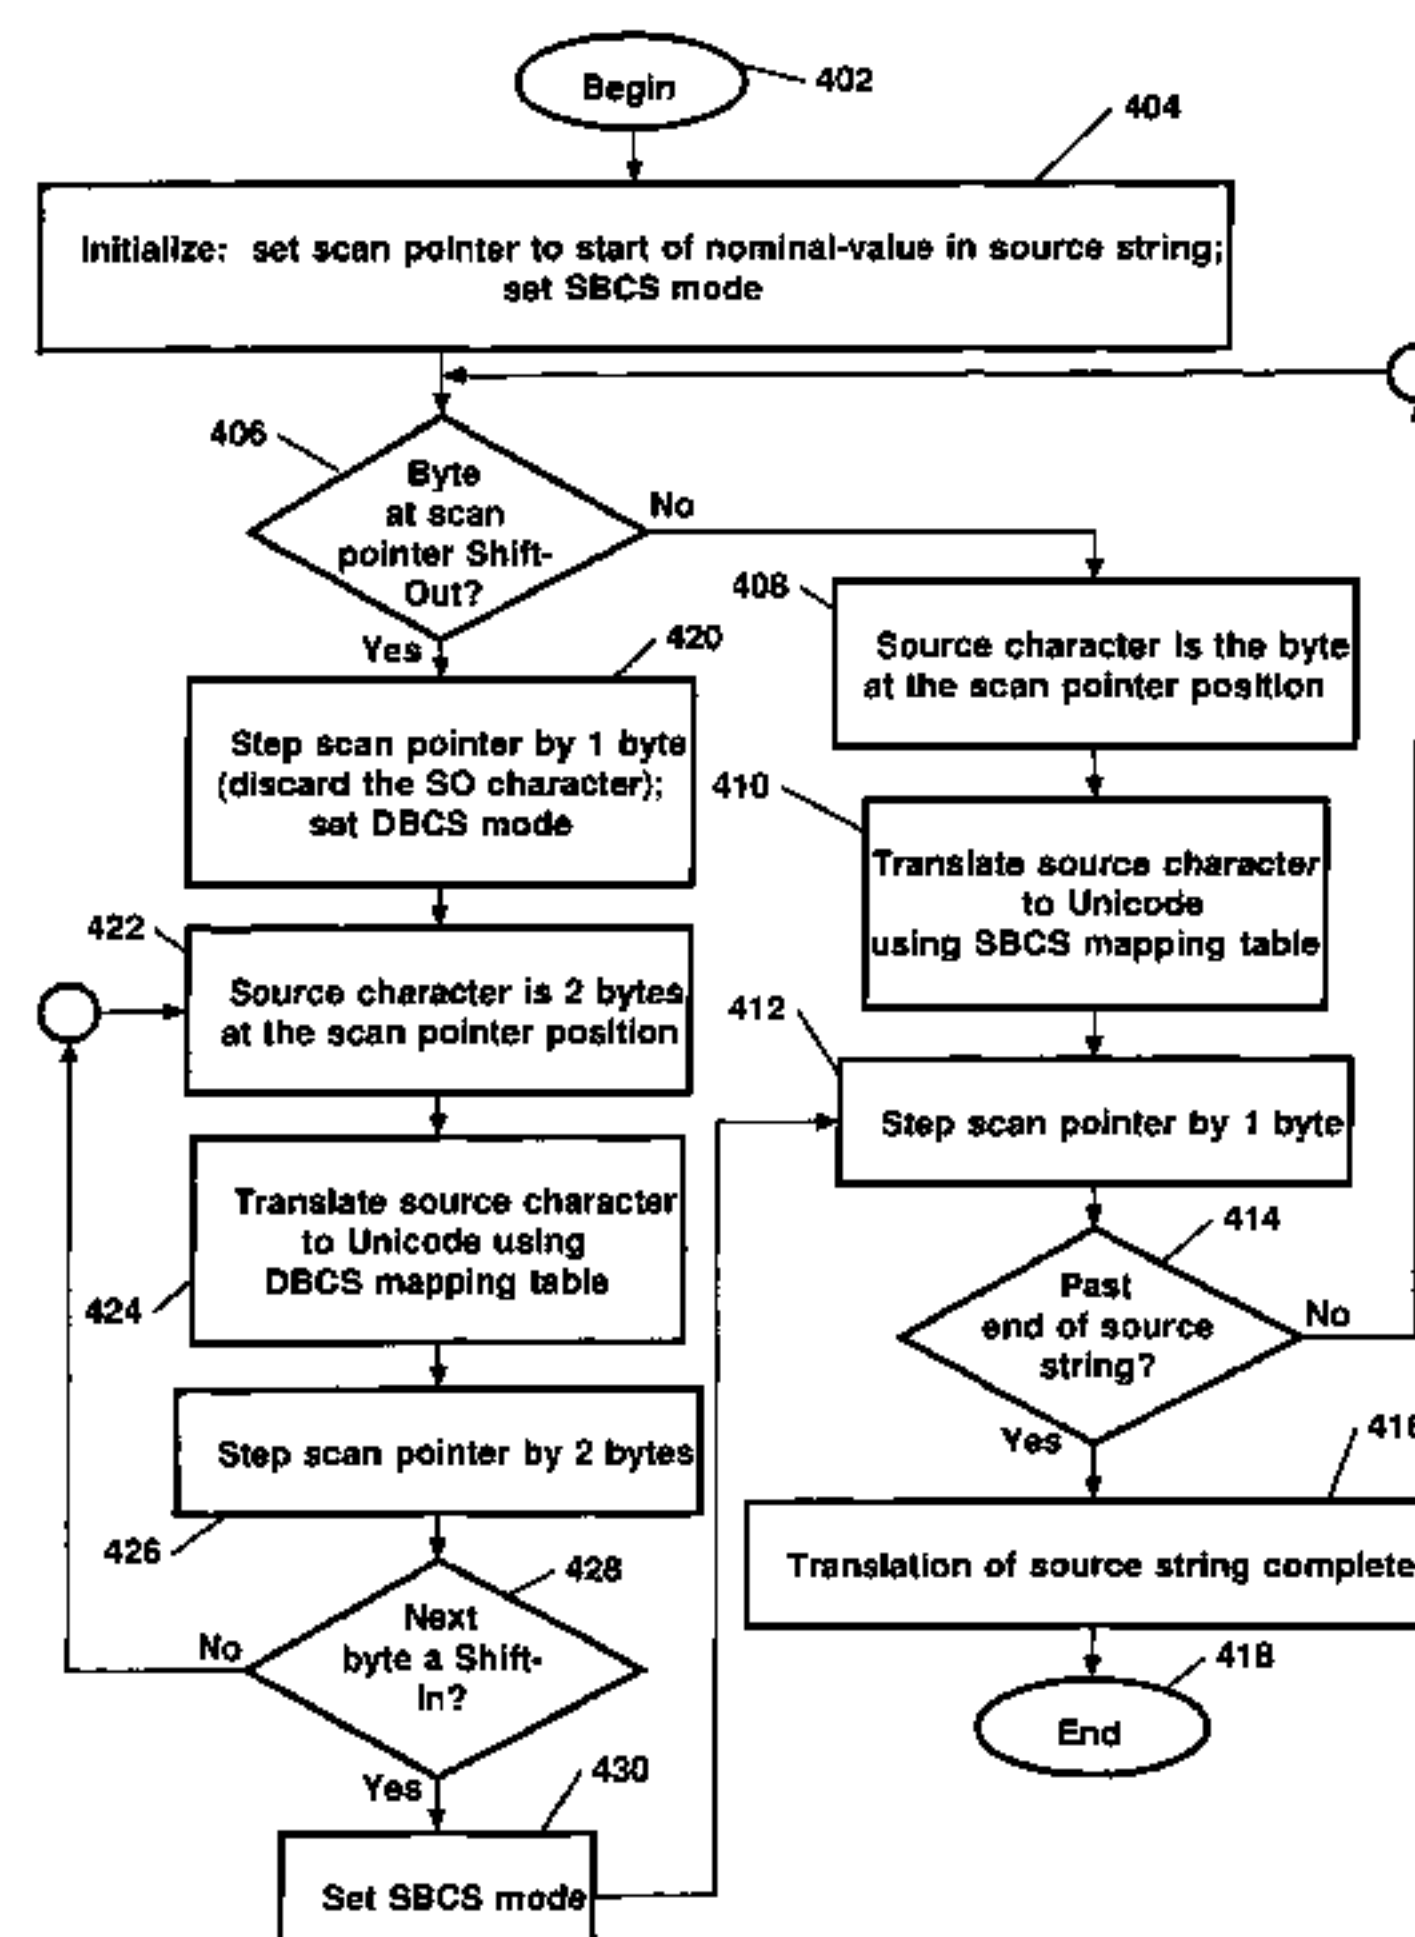 Begin
402
404
Initialize: set scan pointer to start of nominal-value in source string;
set SBCS mode
406
Byte
at scan
pointer Shift-
Out?
No
Yes
408
Source character is the byte
at the scan pointer position
420
Step scan pointer by 1 byte
(discard the SO character);
set DBCS mode
410
Translate source character
to Unicode
using SBCS mapping table
422
Source character is 2 bytes
at the scan pointer position
412
Step scan pointer by 1 byte
424
Translate source character
to Unicode using
DBCS mapping table
414
Past
end of source
string?
No
Yes
Step scan pointer by 2 bytes
426
416
Translation of source string complete
428
Next
byte a Shift-
In?
No
Yes
418
End
430
Set SBCS mode